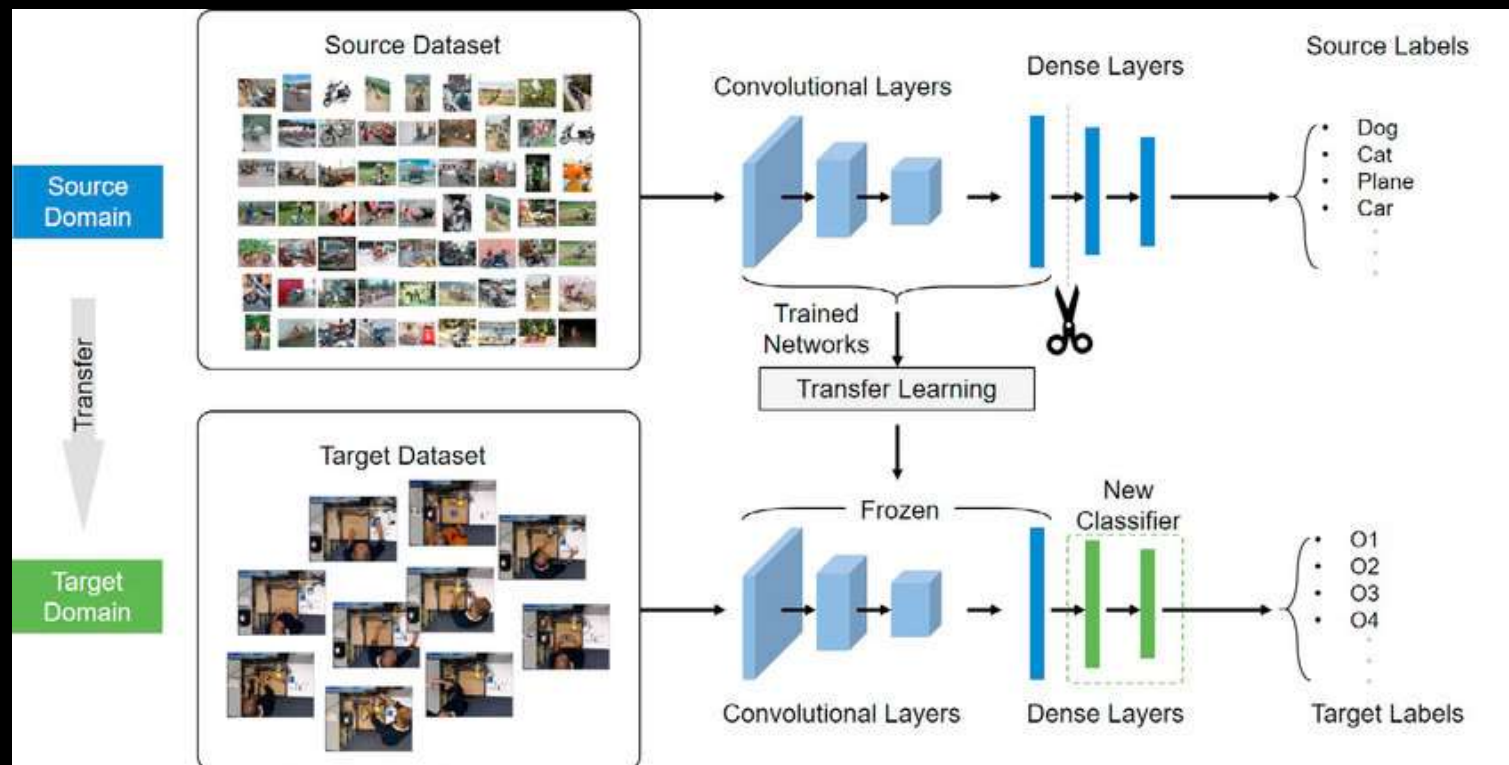 Source Dataset
Convolutional Layers
Dense Layers
Source Labels
Source
Domain
• Dog
• Cat
• Plane
• Car
Transfer
Trained
Networks
Transfer Learning
Target Dataset
Frozen
New
Classifier
Target
Domain
• O1
• O2
• O3
• O4
Convolutional Layers
Dense Layers
Target Labels